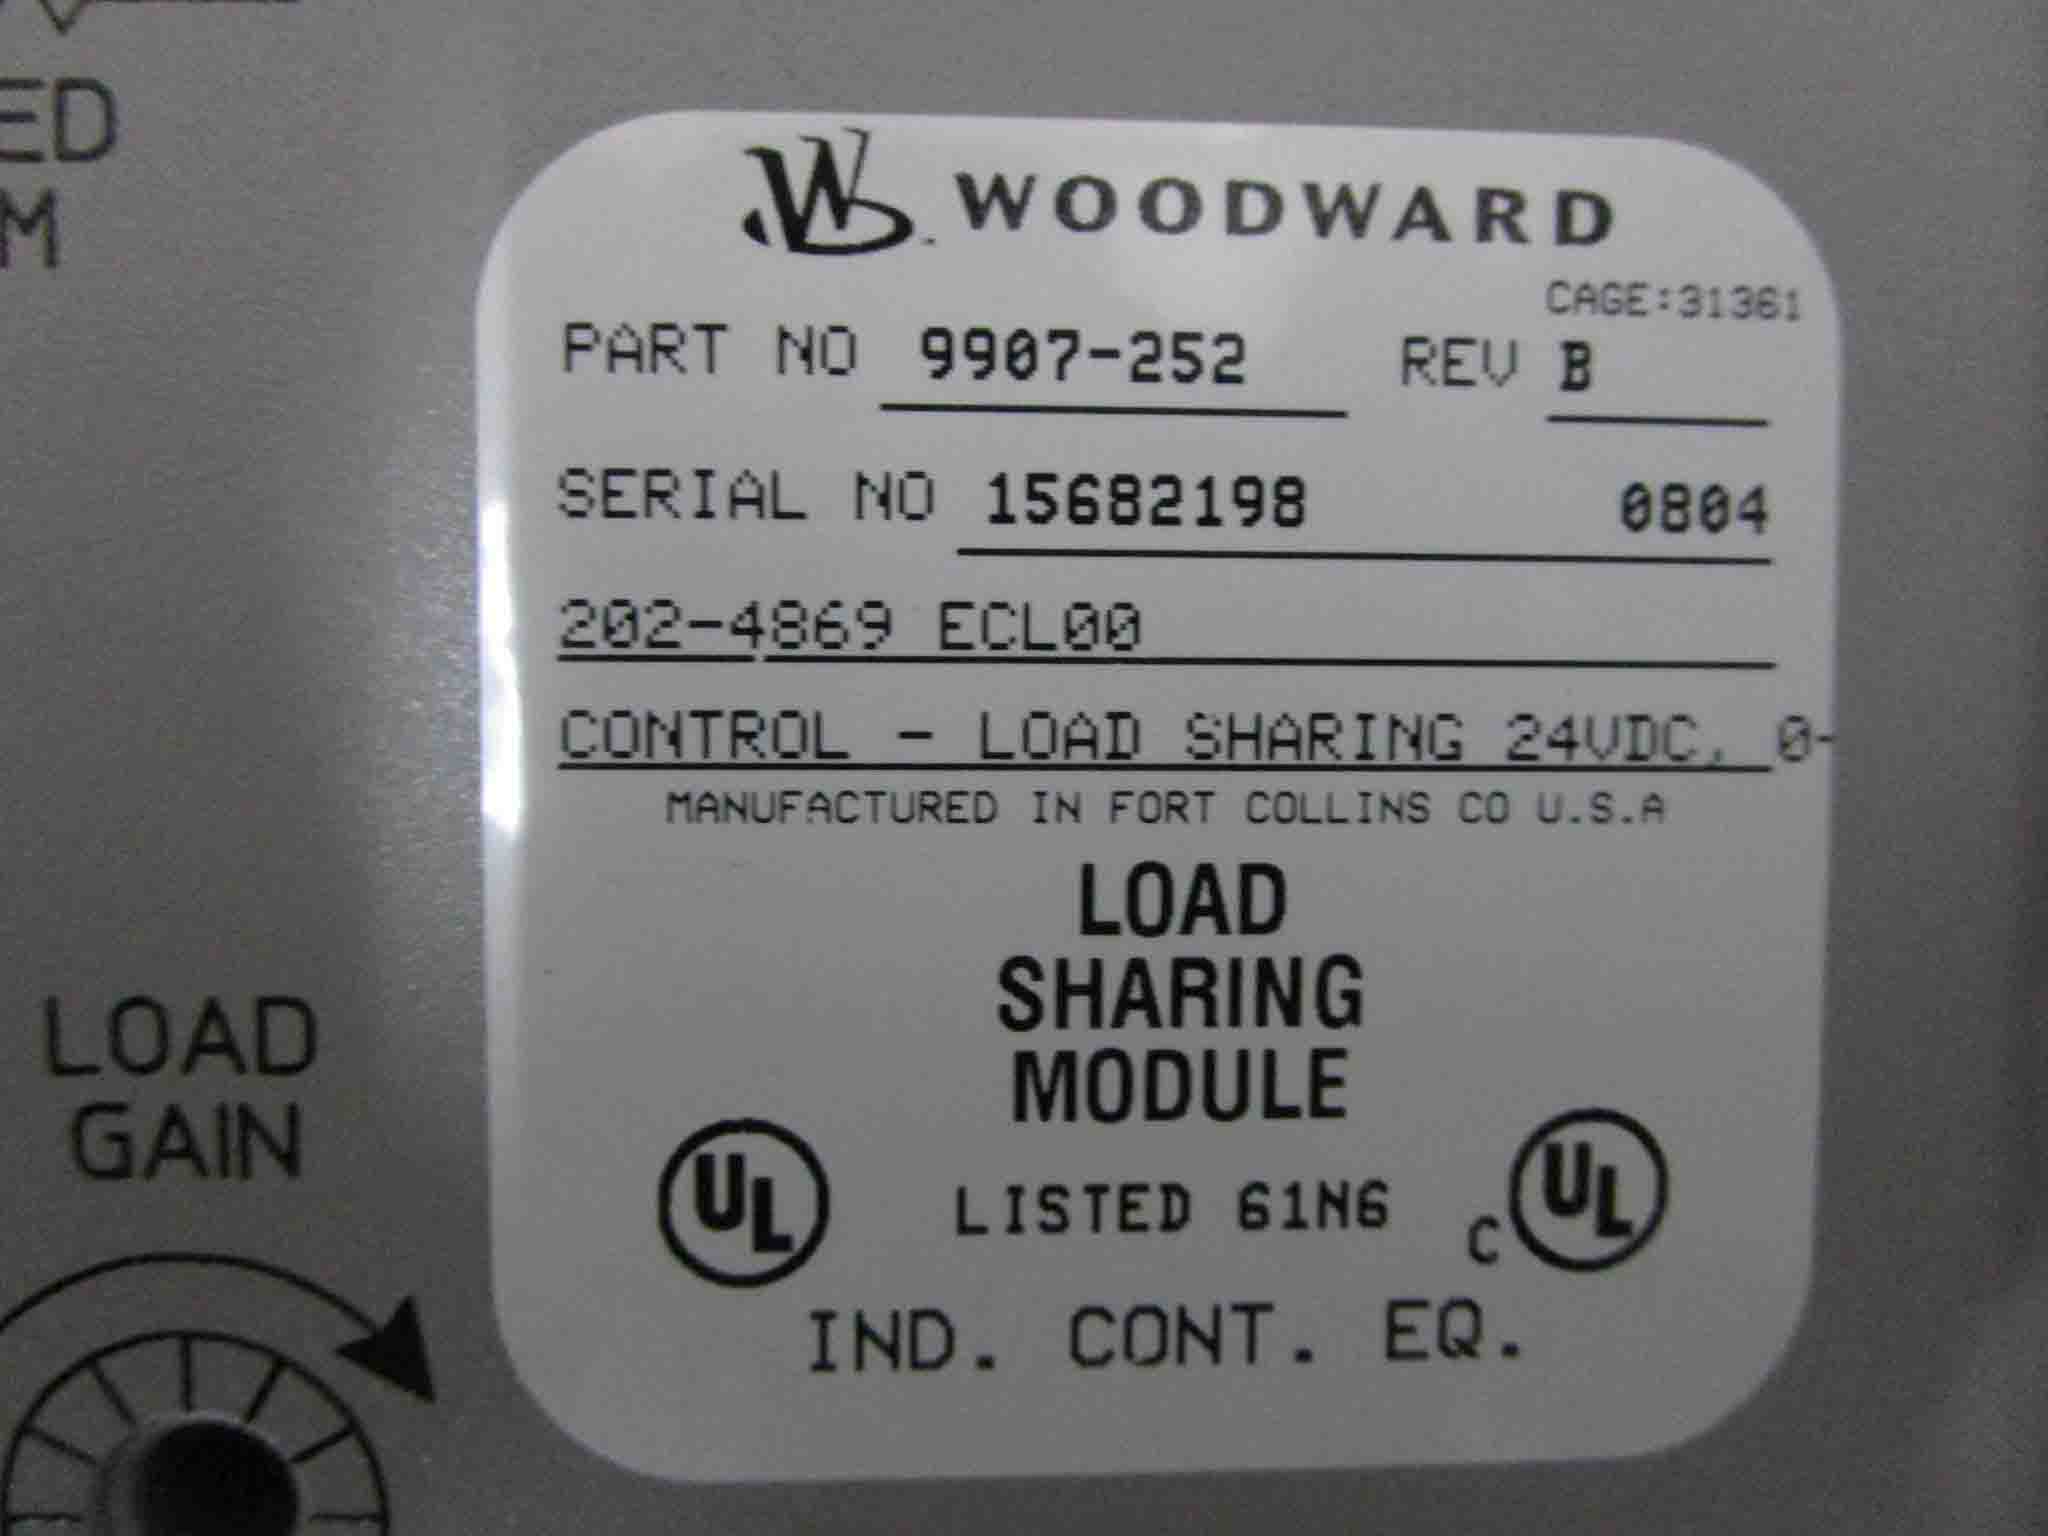 ED
M
WOODWARD
CAGE:31361
PART NO 9907-252 REV B
SERIAL NO 15682198 0804
202-4869 ECL00
CONTROL - LOAD SHARING 24VDC, 0-
MANUFACTURED IN FORT COLLINS CO U.S.A
LOAD
SHARING
MODULE
LOAD
GAIN
UL LISTED 61N6 C UL
IND. CONT. EQ.